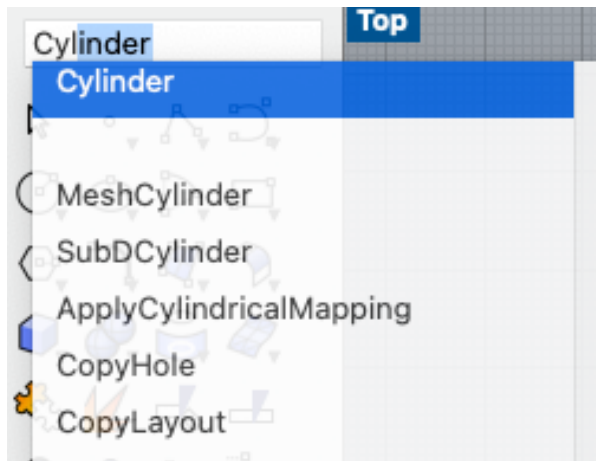 Cylinder
Top
Cylinder
MeshCylinder
SubDCylinder
ApplyCylindricalMapping
CopyHole
CopyLayout